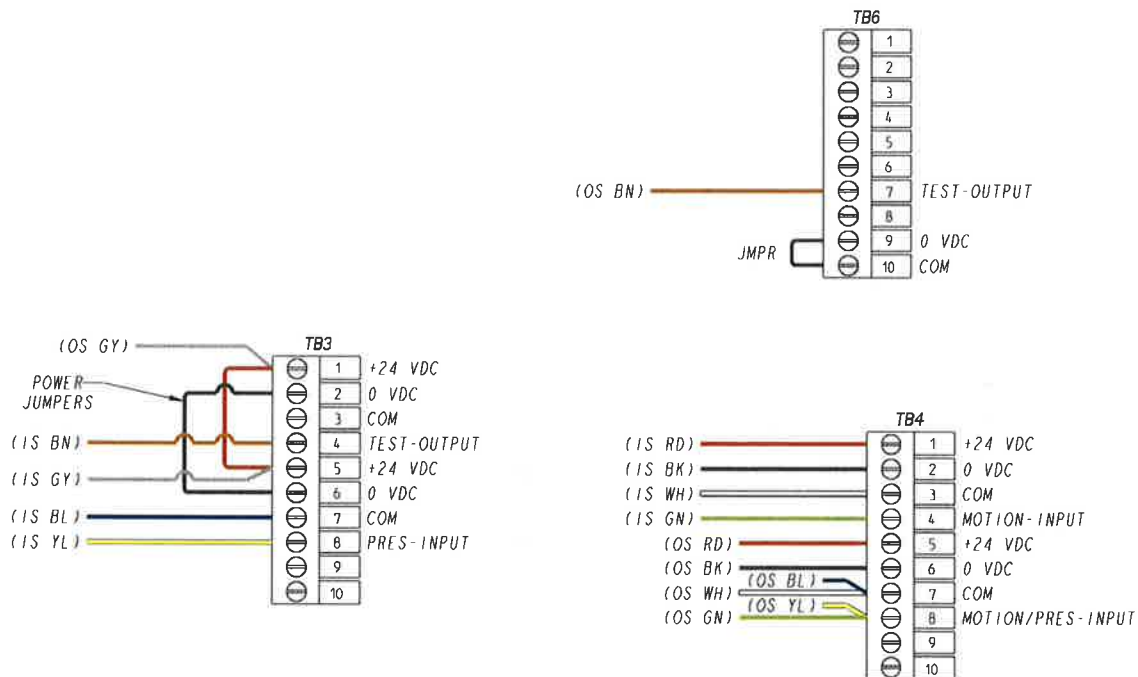 TB6
1
2
3
4
5
6
(OS BN) 7 TEST-OUTPUT
8
JMPR
9 0 VDC
10 COM
TB3
(OS GY) 1 +24 VDC
POWER JUMPERS
2 0 VDC
3 COM
(IS BN) 4 TEST-OUTPUT
(IS GY) 5 +24 VDC
6 0 VDC
(IS BL) 7 COM
(IS YL) 8 PRES-INPUT
9
10
TB4
(IS RD) 1 +24 VDC
(IS BK) 2 0 VDC
(IS WH) 3 COM
(IS GN) 4 MOTION-INPUT
(OS RD) 5 +24 VDC
(OS BK) 6 0 VDC
(OS BL)
(OS WH) 7 COM
(OS YL)
(OS GN) 8 MOTION/PRES-INPUT
9
10